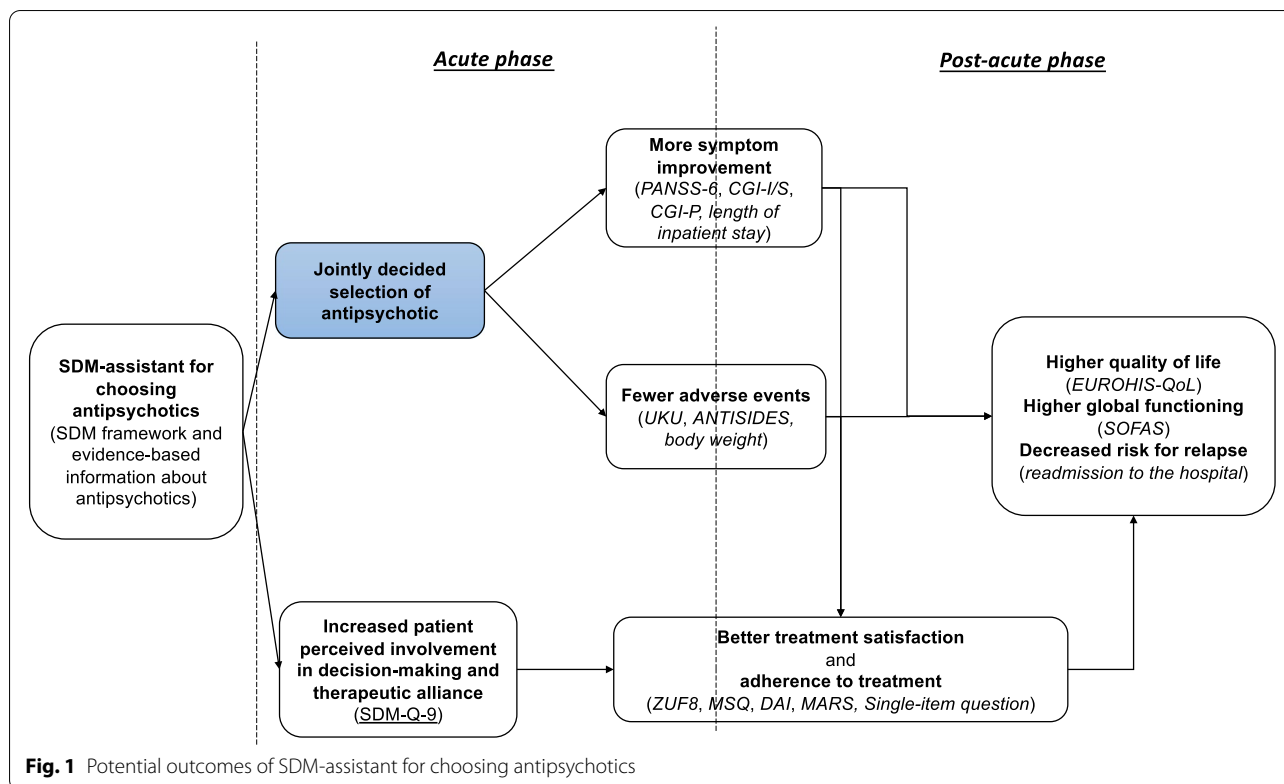 Acute phase
Post-acute phase
More symptom
improvement
(PANSS-6, CGI-I/S,
CGI-P, length of
inpatient stay)
Jointly decided
selection of
antipsychotic
SDM-assistant for
choosing
antipsychotics
(SDM framework and
evidence-based
information about
antipsychotics)
Fewer adverse events
(UKU, ANTISIDES,
body weight)
Higher quality of life
(EUROHIS-QoL)
Higher global functioning
(SOFAS)
Decreased risk for relapse
(readmission to the hospital)
Increased patient
perceived involvement
in decision-making and
therapeutic alliance
(SDM-Q-9)
Better treatment satisfaction
and
adherence to treatment
(ZUF8, MSQ, DAI, MARS, Single-item question)
Fig. 1 Potential outcomes of SDM-assistant for choosing antipsychotics